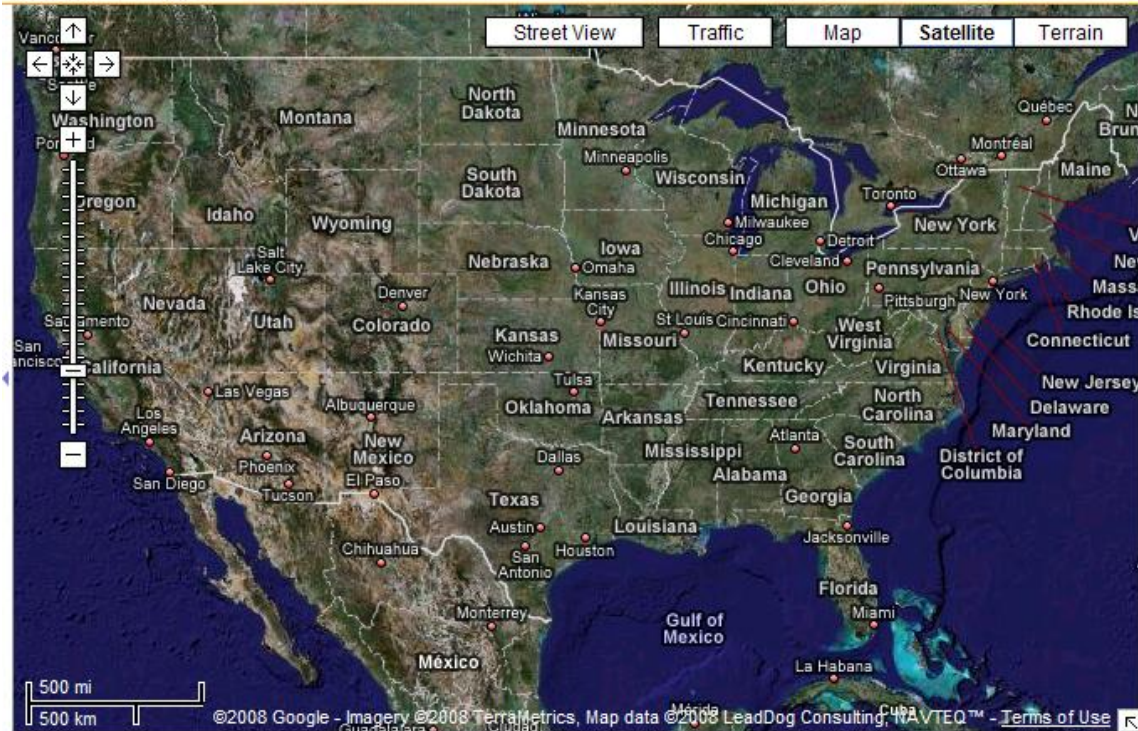 Street View
Traffic
Map
Satellite
Terrain
Québec
Washington
Montana
North
Dakota
Minnesota
Minneapolis
Wisconsin
Montréal
Ottawa
Maine
South
Dakota
Michigan
Toronto
New York
Oregon
Idaho
Wyoming
Milwaukee
Chicago
Detroit
Cleveland
Salt
Lake City
Iowa
Nebraska
Omaha
Pennsylvania
Pittsburgh
New York
Illinois
Indiana
Ohio
Nevada
Utah
Denver
Colorado
Kansas
City
Kansas
Wichita
Missouri
St Louis
Cincinnati
West
Virginia
Virginia
Rhode Is
Connecticut
Sacramento
San
California
Kentucky
New Jersey
Delaware
Maryland
District of
Columbia
Las Vegas
Albuquerque
Tulsa
Oklahoma
Arkansas
Tennessee
North
Carolina
Los
Angeles
Arizona
Phoenix
New
Mexico
Dallas
Mississippi
Alabama
Atlanta
South
Carolina
Georgia
San Diego
Tucson
El Paso
Texas
Austin
San
Antonio
Houston
Louisiana
Jacksonville
Chihuahua
Florida
Miami
Monterrey
Gulf of
Mexico
México
La Habana
Cuba
Mérida
500 mi
500 km
©2008 Google - Imagery ©2008 TerraMetrics, Map data ©2008 LeadDog Consulting, NAVTEQ™ - Terms of Use